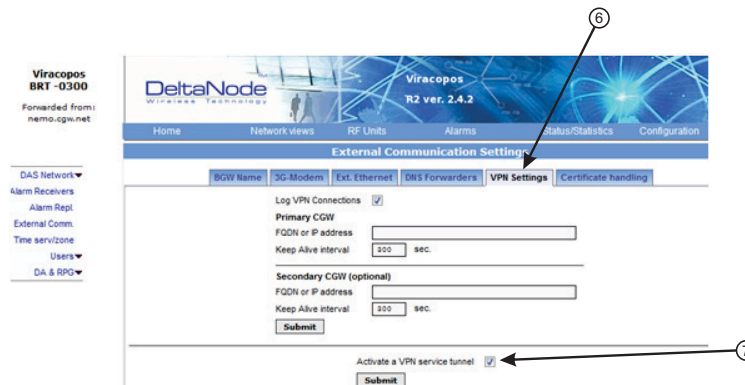 6
Viracopos
BRT -0300
Forwarded from:
nemo.cgw.net
DeltaNode
Wireless Technology
Viracopos
R2 ver. 2.4.2
Home Network views RF Units Alarms Status/Statistics Configuration
External Communication Settings
DAS Network
Alarm Receivers
Alarm Repl.
External Comm.
Time serv/zone
Users
DA & RPG
BGW Name 3G-Modem Ext. Ethernet DNS Forwarders VPN Settings Certificate handling
Log VPN Connections
Primary CGW
FQDN or IP address
Keep Alive interval 300 sec.
Secondary CGW (optional)
FQDN or IP address
Keep Alive interval 300 sec.
Submit
Activate a VPN service tunnel
7
Submit